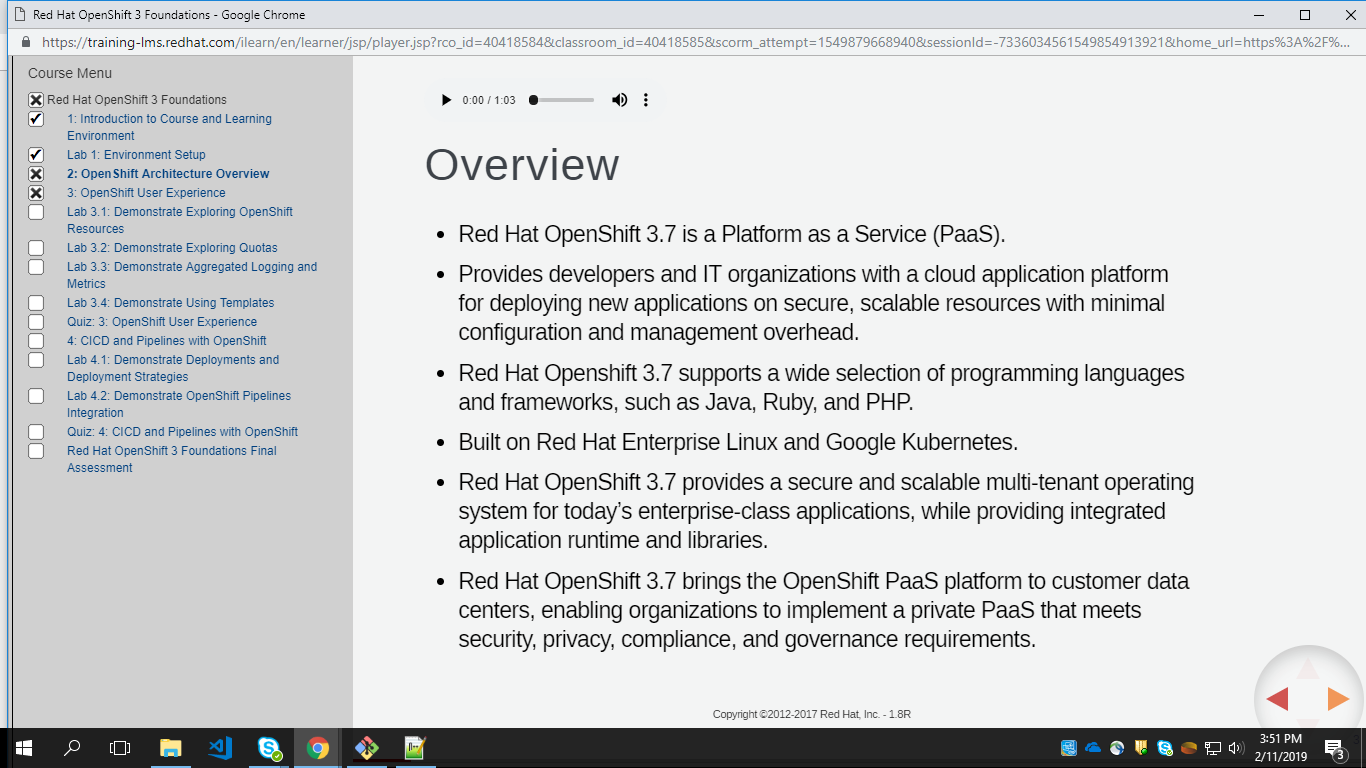 Red Hat OpenShift 3 Foundations - Google Chrome
https://training-lms.redhat.com/ilearn/en/learner/jsp/player.jsp?rco_id=40418584&classroom_id=40418585&scorm_attempt=1549879668940&sessionId=-7336034561549854913921&home_url=https%3A%2F%...
Course Menu
Red Hat OpenShift 3 Foundations
1: Introduction to Course and Learning
Environment
Lab 1: Environment Setup
2: OpenShift Architecture Overview
3: OpenShift User Experience
Lab 3.1: Demonstrate Exploring OpenShift
Resources
Lab 3.2: Demonstrate Exploring Quotas
Lab 3.3: Demonstrate Aggregated Logging and
Metrics
Lab 3.4: Demonstrate Using Templates
Quiz: 3: OpenShift User Experience
4: CICD and Pipelines with OpenShift
Lab 4.1: Demonstrate Deployments and
Deployment Strategies
Lab 4.2: Demonstrate OpenShift Pipelines
Integration
Quiz: 4: CICD and Pipelines with OpenShift
Red Hat OpenShift 3 Foundations Final
Assessment
0:00 / 1:03
Overview
• Red Hat OpenShift 3.7 is a Platform as a Service (PaaS).
• Provides developers and IT organizations with a cloud application platform
for deploying new applications on secure, scalable resources with minimal
configuration and management overhead.
• Red Hat Openshift 3.7 supports a wide selection of programming languages
and frameworks, such as Java, Ruby, and PHP.
• Built on Red Hat Enterprise Linux and Google Kubernetes.
• Red Hat OpenShift 3.7 provides a secure and scalable multi-tenant operating
system for today’s enterprise-class applications, while providing integrated
application runtime and libraries.
• Red Hat OpenShift 3.7 brings the OpenShift PaaS platform to customer data
centers, enabling organizations to implement a private PaaS that meets
security, privacy, compliance, and governance requirements.
Copyright ©2012-2017 Red Hat, Inc. - 1.8R
3:51 PM
2/11/2019
3